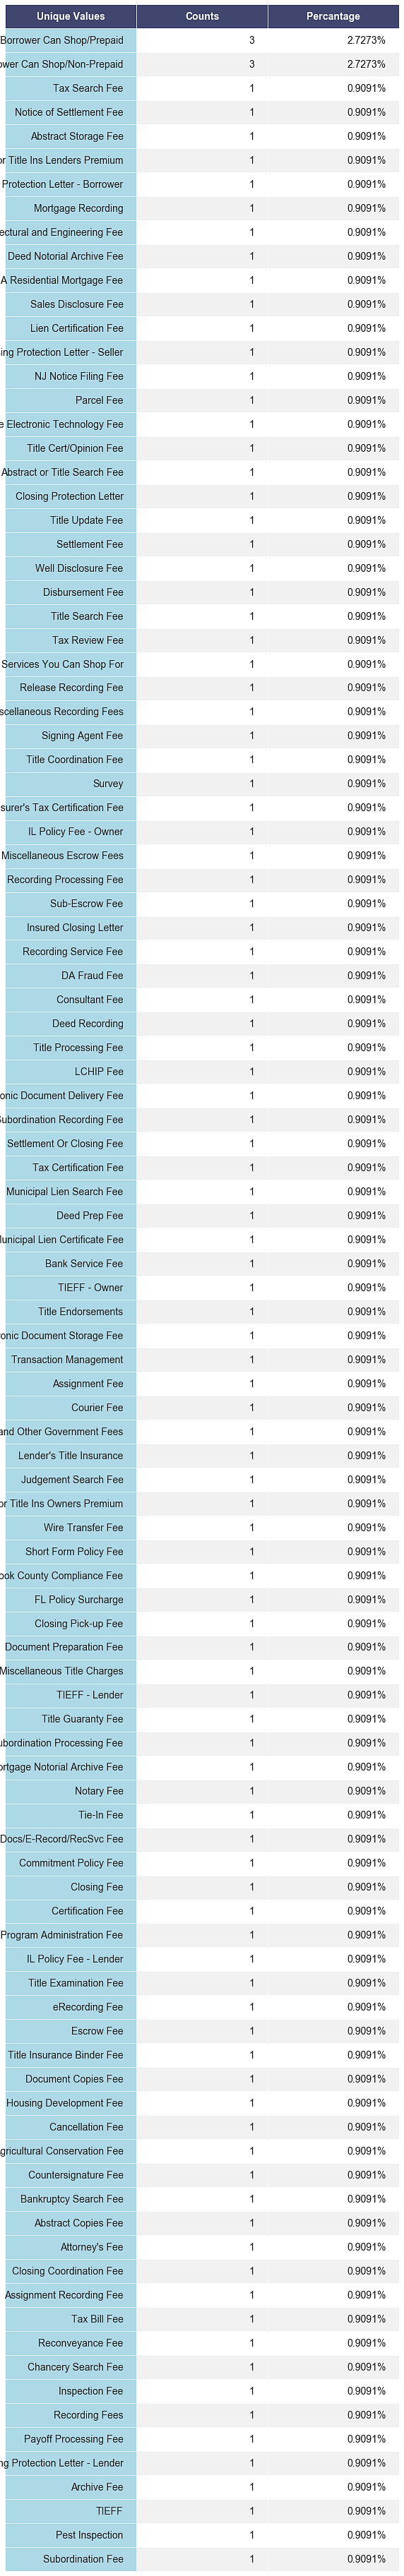 Unique Values Counts Percentage
Borrower Can Shop/Prepaid 3 2.7273%
wer Can Shop/Non-Prepaid 3 2.7273%
Tax Search Fee 1 0.9091%
Notice of Settlement Fee 1 0.9091%
Abstract Storage Fee 1 0.9091%
or Title Ins Lenders Premium 1 0.9091%
Protection Letter - Borrower 1 0.9091%
Mortgage Recording 1 0.9091%
ectural and Engineering Fee 1 0.9091%
Deed Notorial Archive Fee 1 0.9091%
A Residential Mortgage Fee 1 0.9091%
Sales Disclosure Fee 1 0.9091%
Lien Certification Fee 1 0.9091%
ing Protection Letter - Seller 1 0.9091%
NJ Notice Filing Fee 1 0.9091%
Parcel Fee 1 0.9091%
e Electronic Technology Fee 1 0.9091%
Title Cert/Opinion Fee 1 0.9091%
Abstract or Title Search Fee 1 0.9091%
Closing Protection Letter 1 0.9091%
Title Update Fee 1 0.9091%
Settlement Fee 1 0.9091%
Well Disclosure Fee 1 0.9091%
Disbursement Fee 1 0.9091%
Title Search Fee 1 0.9091%
Tax Review Fee 1 0.9091%
Services You Can Shop For 1 0.9091%
Release Recording Fee 1 0.9091%
scellaneous Recording Fees 1 0.9091%
Signing Agent Fee 1 0.9091%
Title Coordination Fee 1 0.9091%
Survey 1 0.9091%
surer's Tax Certification Fee 1 0.9091%
IL Policy Fee - Owner 1 0.9091%
Miscellaneous Escrow Fees 1 0.9091%
Recording Processing Fee 1 0.9091%
Sub-Escrow Fee 1 0.9091%
Insured Closing Letter 1 0.9091%
Recording Service Fee 1 0.9091%
DA Fraud Fee 1 0.9091%
Consultant Fee 1 0.9091%
Deed Recording 1 0.9091%
Title Processing Fee 1 0.9091%
LCHIP Fee 1 0.9091%
onic Document Delivery Fee 1 0.9091%
Subordination Recording Fee 1 0.9091%
Settlement Or Closing Fee 1 0.9091%
Tax Certification Fee 1 0.9091%
Municipal Lien Search Fee 1 0.9091%
Deed Prep Fee 1 0.9091%
Municipal Lien Certificate Fee 1 0.9091%
Bank Service Fee 1 0.9091%
TIEFF - Owner 1 0.9091%
Title Endorsements 1 0.9091%
ronic Document Storage Fee 1 0.9091%
Transaction Management 1 0.9091%
Assignment Fee 1 0.9091%
Courier Fee 1 0.9091%
and Other Government Fees 1 0.9091%
Lender's Title Insurance 1 0.9091%
Judgement Search Fee 1 0.9091%
or Title Ins Owners Premium 1 0.9091%
Wire Transfer Fee 1 0.9091%
Short Form Policy Fee 1 0.9091%
ook County Compliance Fee 1 0.9091%
FL Policy Surcharge 1 0.9091%
Closing Pick-up Fee 1 0.9091%
Document Preparation Fee 1 0.9091%
Miscellaneous Title Charges 1 0.9091%
TIEFF - Lender 1 0.9091%
Title Guaranty Fee 1 0.9091%
ubordination Processing Fee 1 0.9091%
ortgage Notorial Archive Fee 1 0.9091%
Notary Fee 1 0.9091%
Tie-In Fee 1 0.9091%
Docs/E-Record/RecSvc Fee 1 0.9091%
Commitment Policy Fee 1 0.9091%
Closing Fee 1 0.9091%
Certification Fee 1 0.9091%
Program Administration Fee 1 0.9091%
IL Policy Fee - Lender 1 0.9091%
Title Examination Fee 1 0.9091%
eRecording Fee 1 0.9091%
Escrow Fee 1 0.9091%
Title Insurance Binder Fee 1 0.9091%
Document Copies Fee 1 0.9091%
Housing Development Fee 1 0.9091%
Cancellation Fee 1 0.9091%
gricultural Conservation Fee 1 0.9091%
Countersignature Fee 1 0.9091%
Bankruptcy Search Fee 1 0.9091%
Abstract Copies Fee 1 0.9091%
Attorney's Fee 1 0.9091%
Closing Coordination Fee 1 0.9091%
Assignment Recording Fee 1 0.9091%
Tax Bill Fee 1 0.9091%
Reconveyance Fee 1 0.9091%
Chancery Search Fee 1 0.9091%
Inspection Fee 1 0.9091%
Recording Fees 1 0.9091%
Payoff Processing Fee 1 0.9091%
ng Protection Letter - Lender 1 0.9091%
Archive Fee 1 0.9091%
TIEFF 1 0.9091%
Pest Inspection 1 0.9091%
Subordination Fee 1 0.9091%